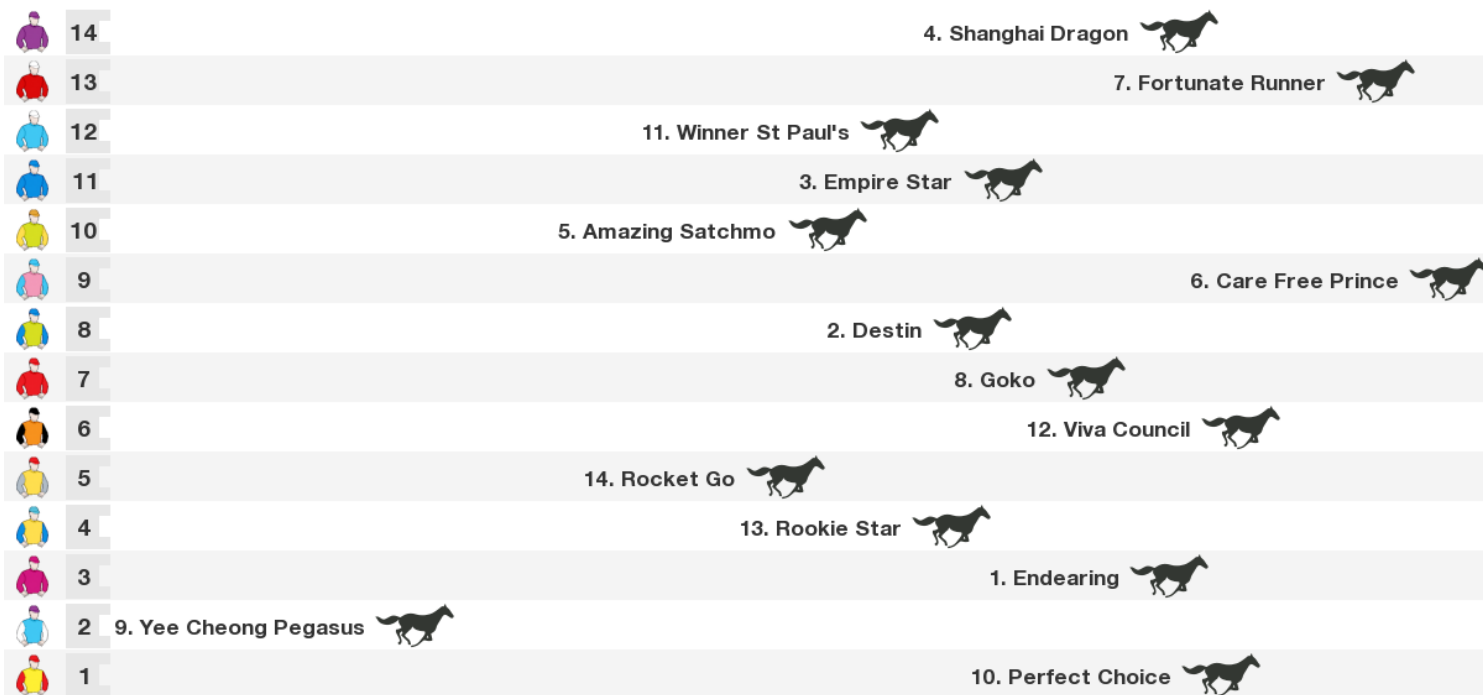 14 4. Shanghai Dragon
13 7. Fortunate Runner
12 11. Winner St Paul's
11 3. Empire Star
10 5. Amazing Satchmo
9 6. Care Free Prince
8 2. Destin
7 8. Goko
6 12. Viva Council
5 14. Rocket Go
4 13. Rookie Star
3 1. Endearing
2 9. Yee Cheong Pegasus
1 10. Perfect Choice